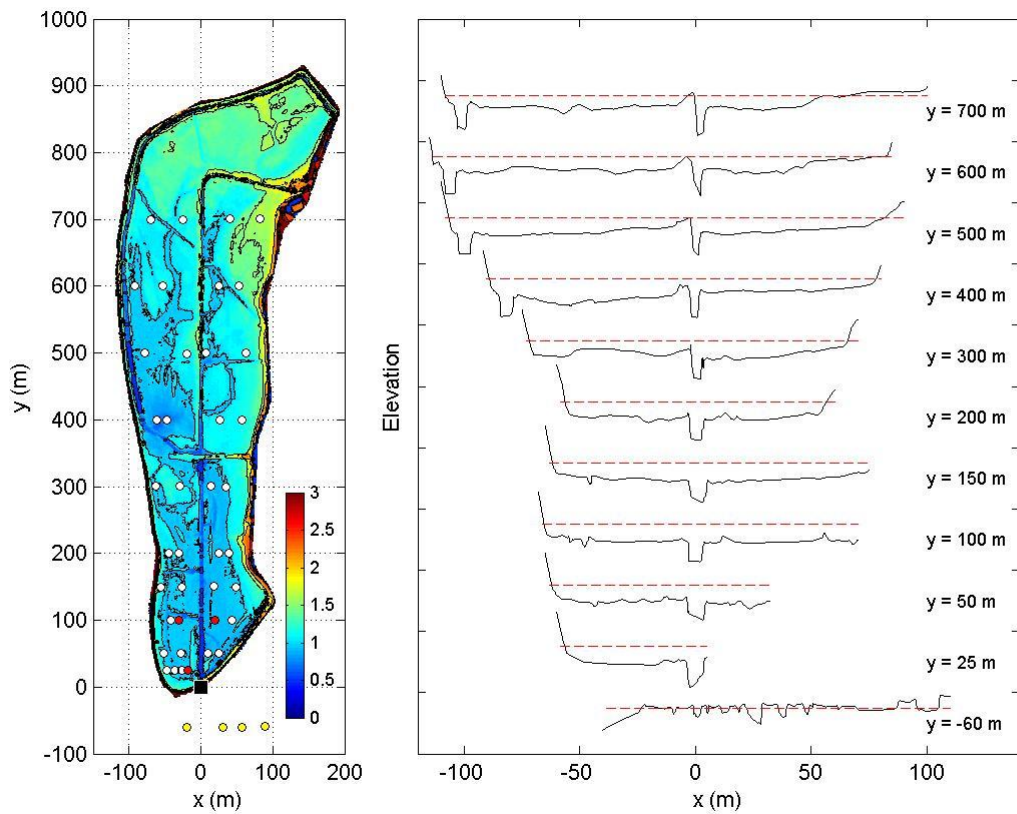 1000
900
800
700
600
500
400
300
200
100
0
-100
y (m)
-100
0
100
200
x (m)
3
2.5
2
1.5
1
0.5
0
Elevation
y = 700 m
y = 600 m
y = 500 m
y = 400 m
y = 300 m
y = 200 m
y = 150 m
y = 100 m
y = 50 m
y = 25 m
y = -60 m
-100
-50
0
50
100
x (m)